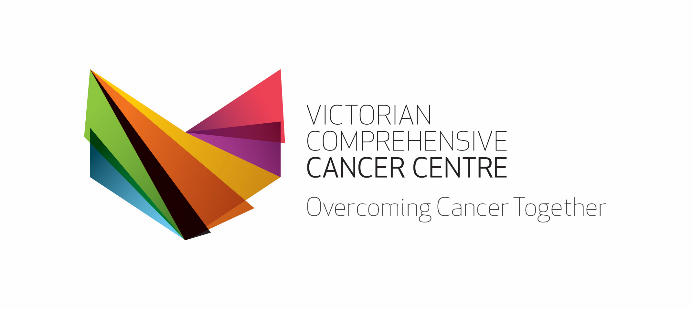 VICTORIAN
COMPREHENSIVE
CANCER CENTRE
Overcoming Cancer Together